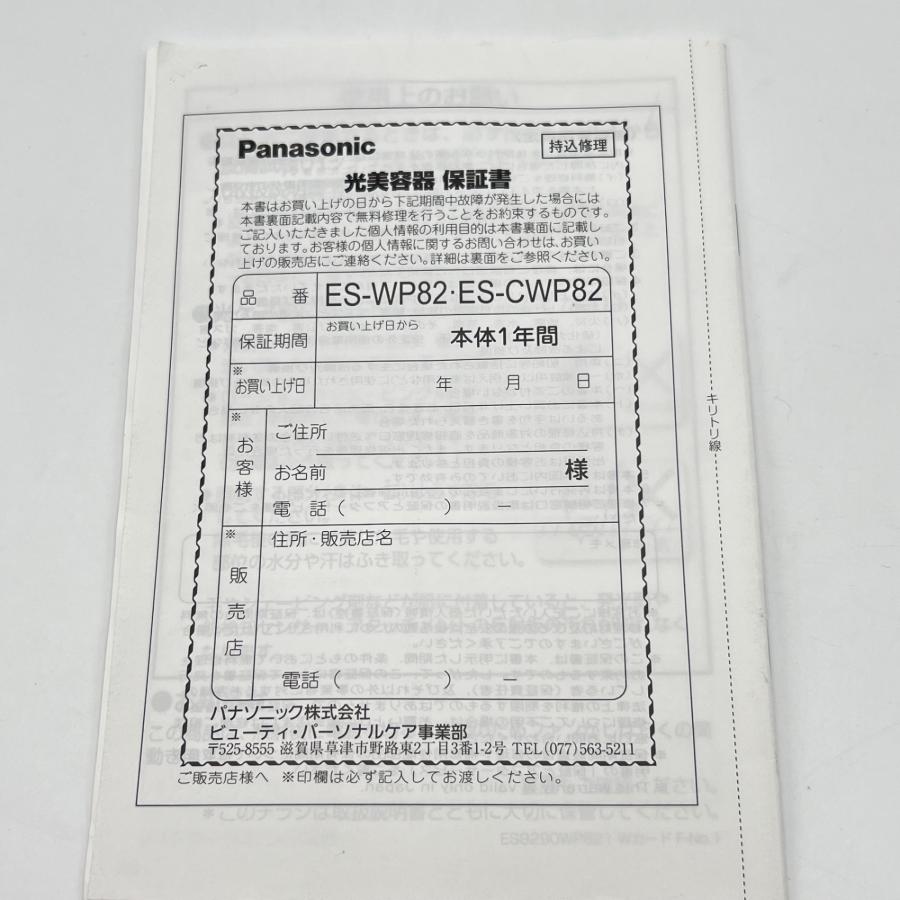 Panasonic
持込修理
光美容器 保証書
本書はお買い上げの日から下記期間中故障が発生した場合には
本書裏面記載内容で無料修理を行うことをお約束するものです。
ご記入いただきました個人情報の利用目的は本書裏面に記載し
ております。お客様の個人情報に関するお問い合わせは、お買い
上げの販売店にご連絡ください。詳細は裏面をご参照ください。
品 番 ES-WP82・ES-CWP82
保証期間 お買い上げ日から 本体1年間
※お買い上げ日 年 月 日
※お客様
ご住所
お名前 様
電話( ) −
※販売店
住所・販売店名
電話( ) −
パナソニック株式会社
ビューティ・パーソナルケア事業部
〒525-8555 滋賀県草津市野路東2丁目3番1-2号 TEL(077)563-5211
ご販売店様へ ※印欄は必ず記入してお渡しください。
キリトリ線